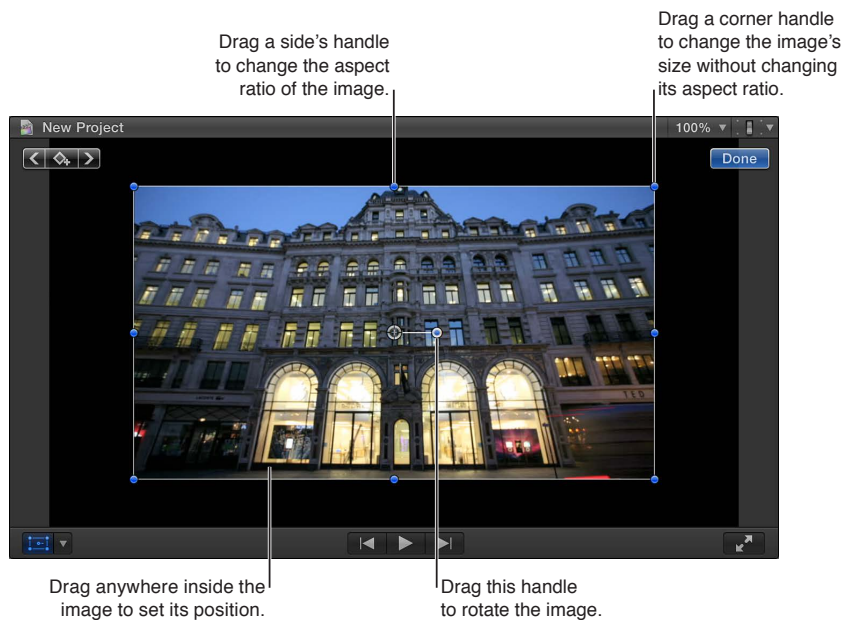 Drag a side’s handle
to change the aspect
ratio of the image.
Drag a corner handle
to change the image’s
size without changing
its aspect ratio.
New Project
100%
Done
TED
Drag anywhere inside the
image to set its position.
Drag this handle
to rotate the image.